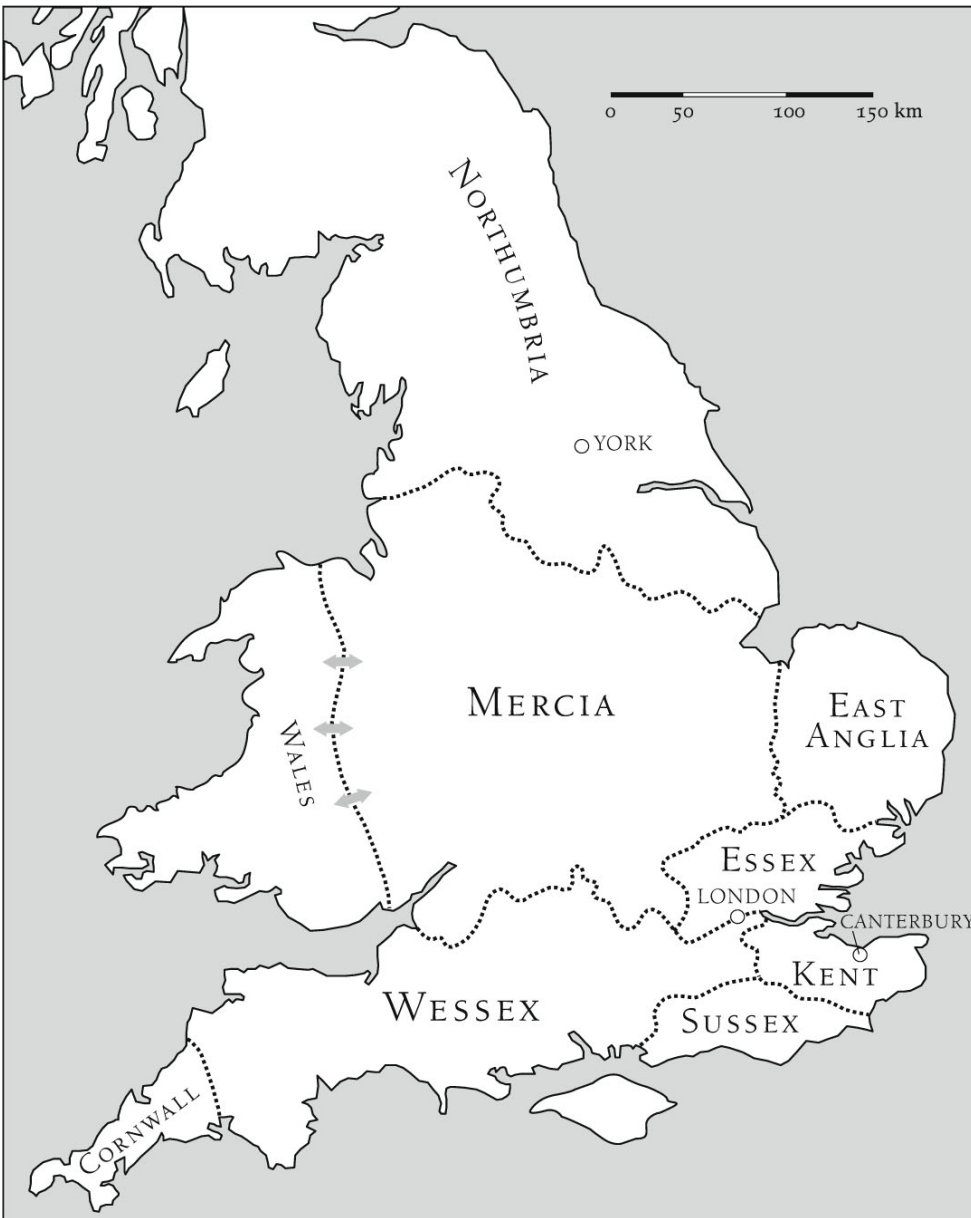 0 50 100 150 km
NORTHUMBRIA
YORK
MERCIA
EAST
ANGLIA
WALES
ESSEX
LONDON
CANTERBURY
KENT
WESSEX
SUSSEX
CORNWALL